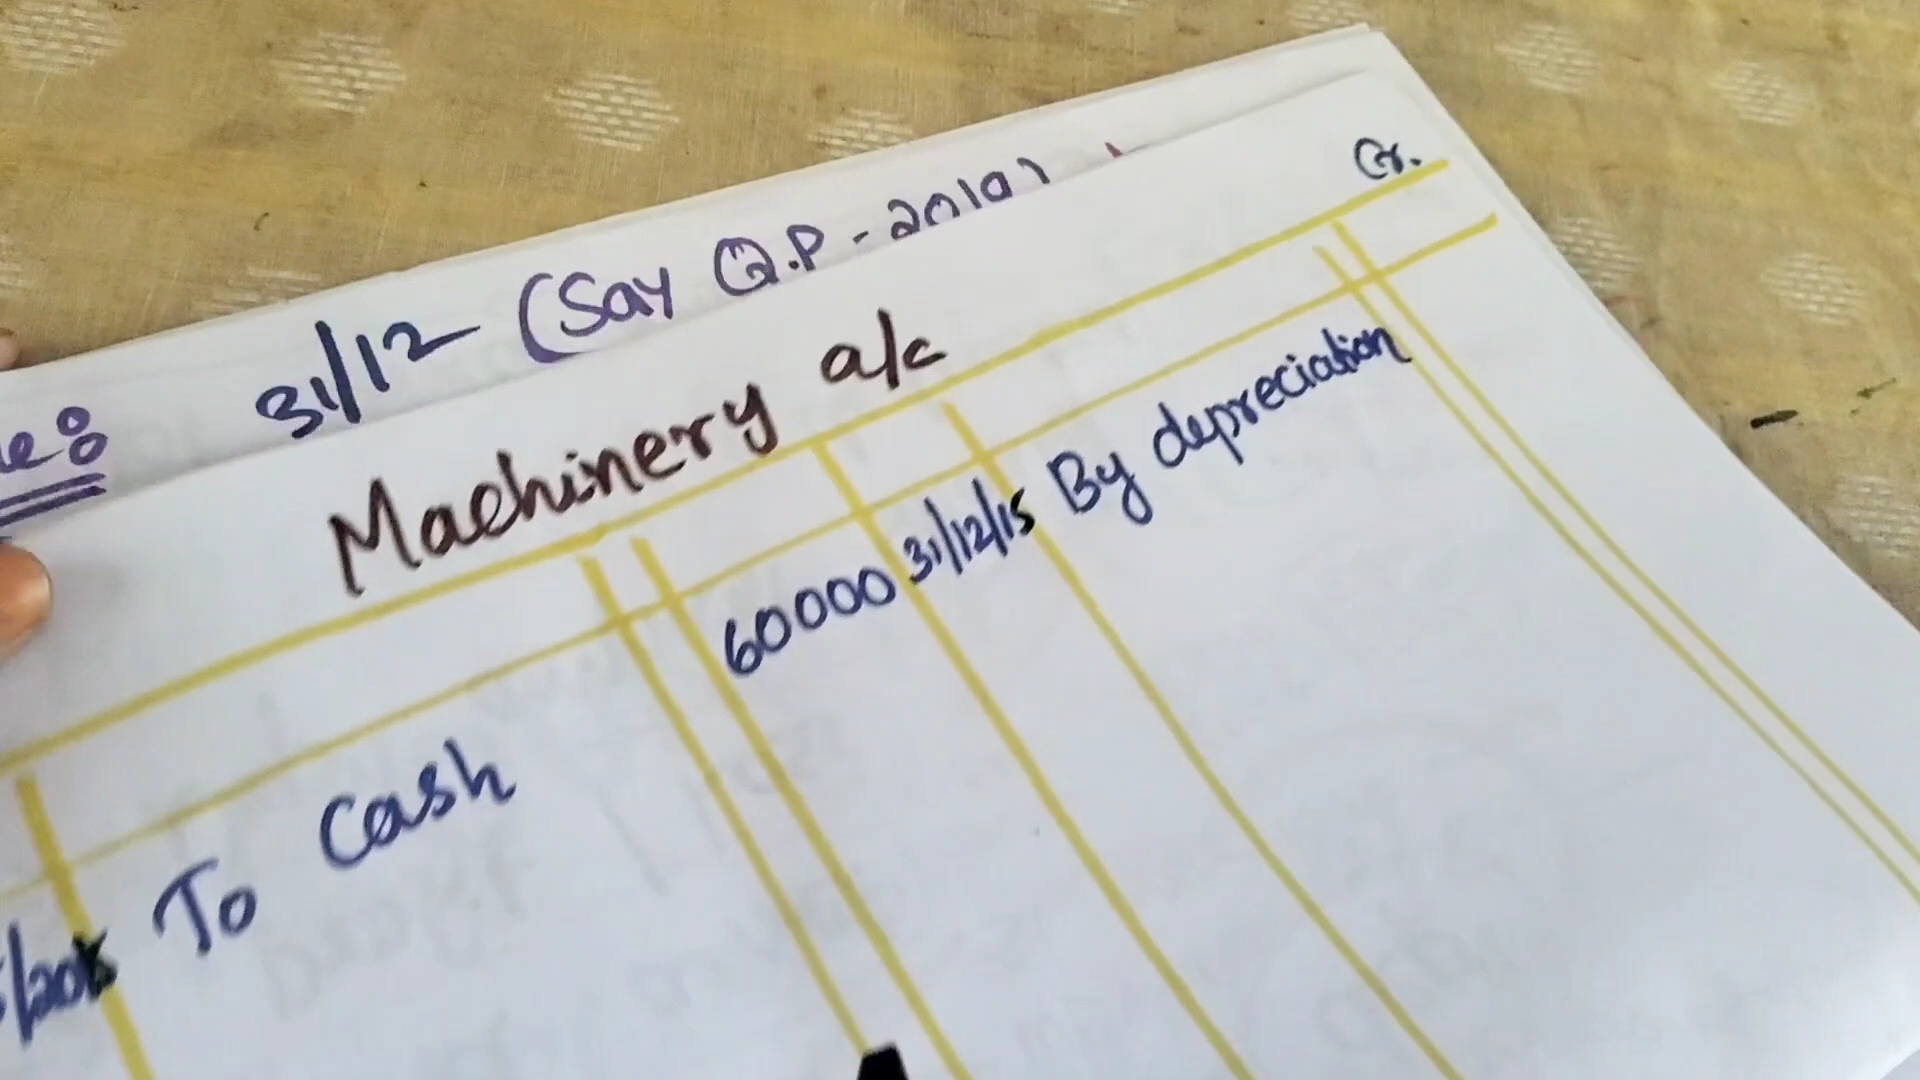 31/12 (Say Q.P - 2019)
Machinery a/c
Cr.
To cash
60000
31/12/15 By depreciation